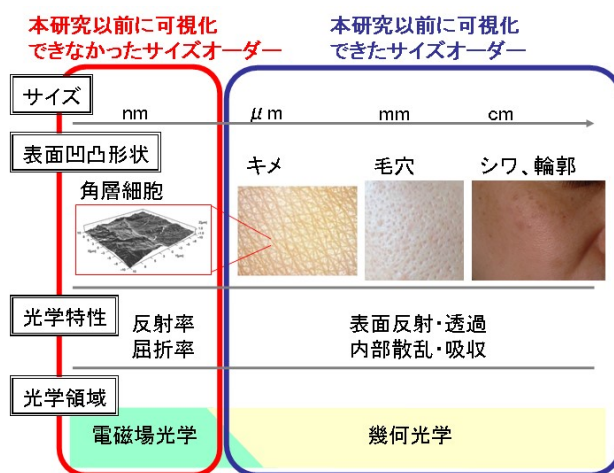 本研究以前に可視化
できなかったサイズオーダー
本研究以前に可視化
できたサイズオーダー
サイズ
nm
μm
mm
cm
表面凹凸形状
角層細胞
キメ
毛穴
シワ、輪郭
光学特性
反射率
屈折率
表面反射・透過
内部散乱・吸収
光学領域
電磁場光学
幾何光学